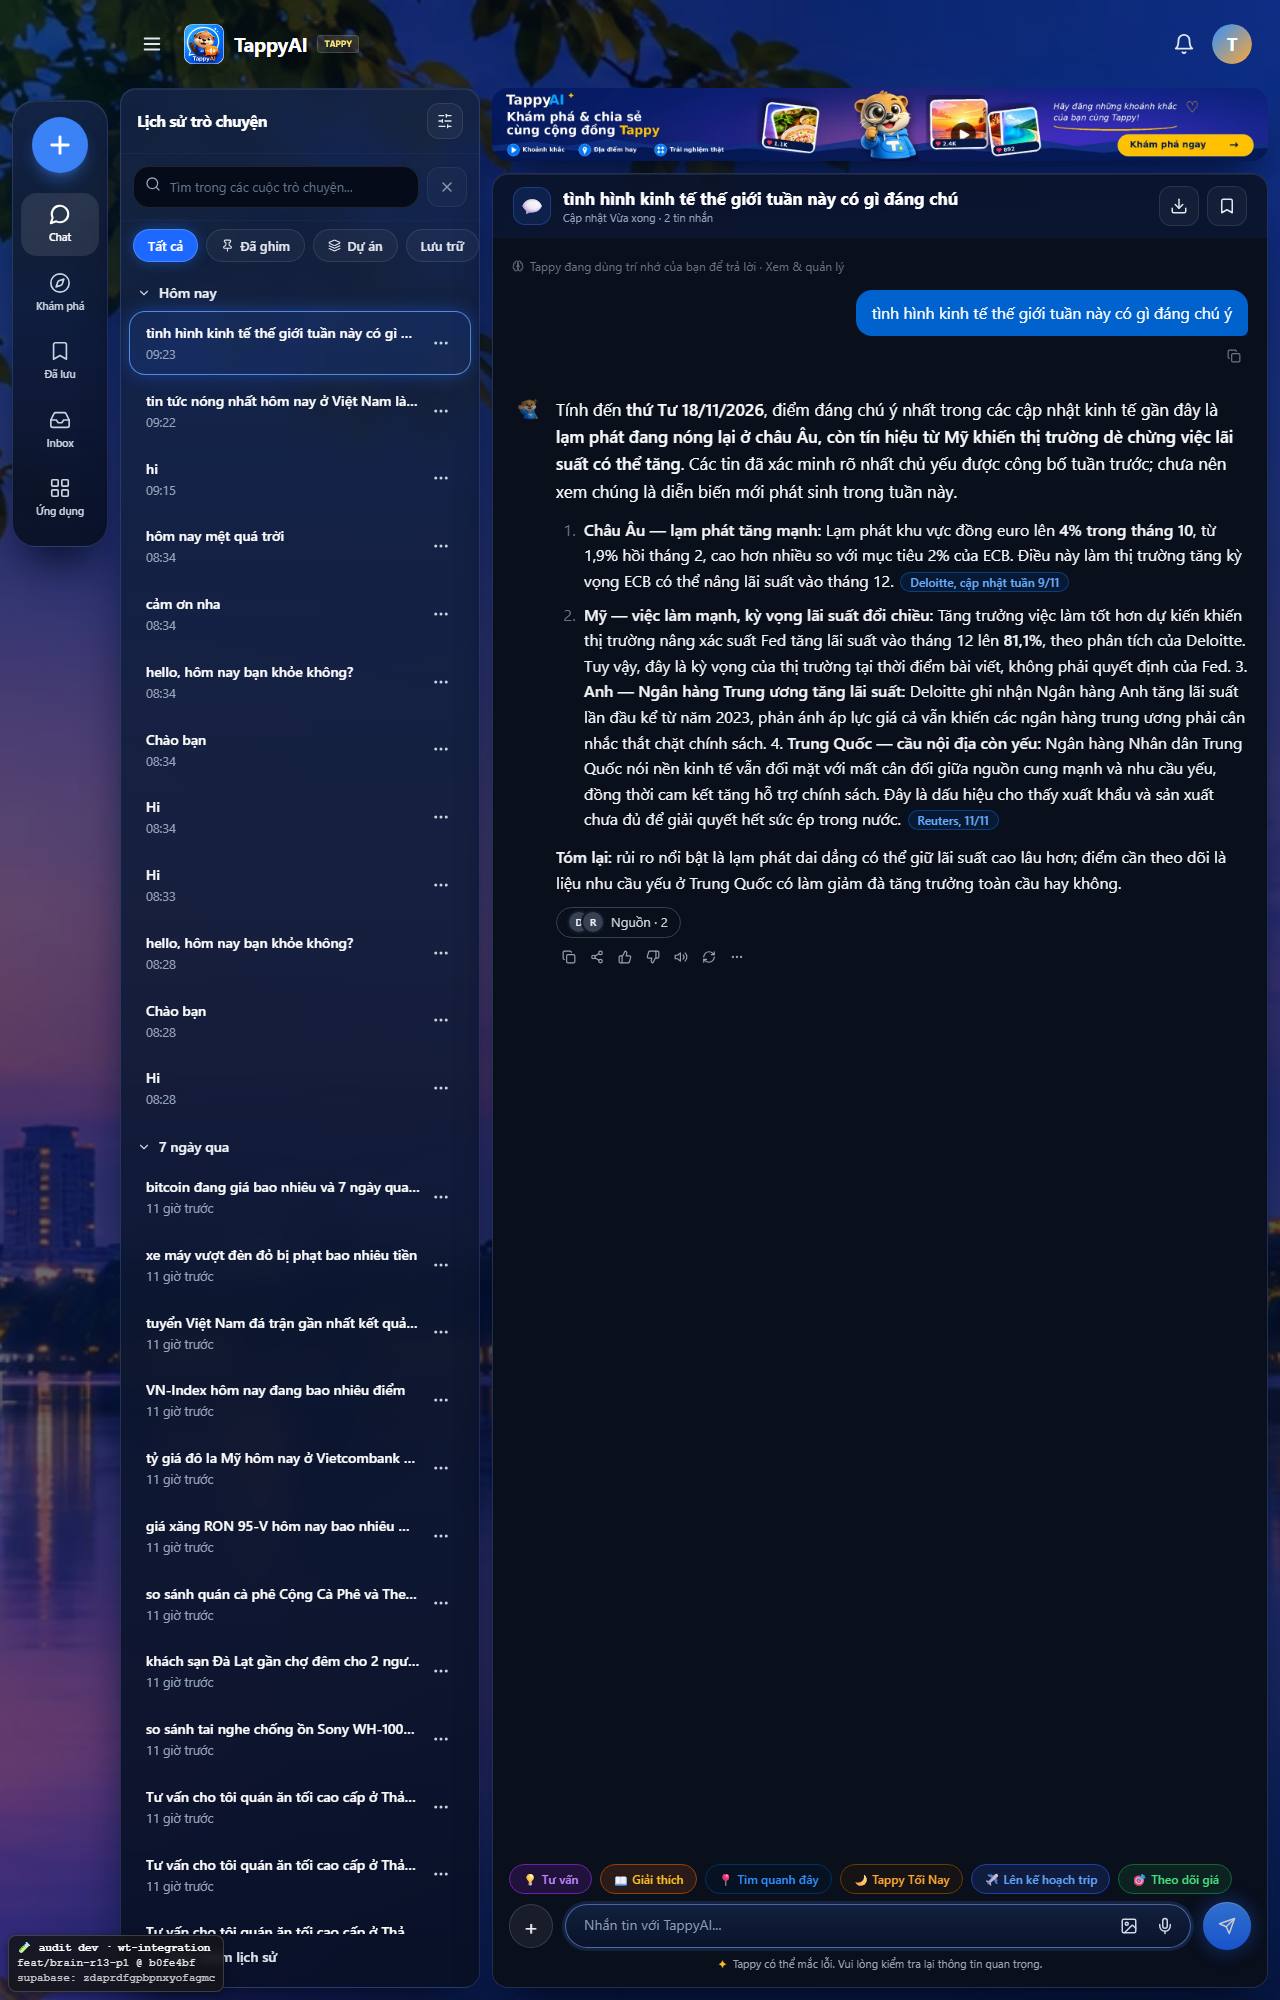 TappyAI
TAPPY
T
Chat
Khám phá
Đã lưu
Inbox
Ứng dụng
Lịch sử trò chuyện
Tìm trong các cuộc trò chuyện...
Tất cả
Đã ghim
Dự án
Lưu trữ
Hôm nay
tình hình kinh tế thế giới tuần này có gì ...
09:23
tin tức nóng nhất hôm nay ở Việt Nam là...
09:22
hi
09:15
hôm nay mệt quá trời
08:34
cảm ơn nha
08:34
hello, hôm nay bạn khỏe không?
08:34
Chào bạn
08:34
Hi
08:34
Hi
08:33
hello, hôm nay bạn khỏe không?
08:28
Chào bạn
08:28
Hi
08:28
7 ngày qua
bitcoin đang giá bao nhiêu và 7 ngày qua...
11 giờ trước
xe máy vượt đèn đỏ bị phạt bao nhiêu tiền
11 giờ trước
tuyển Việt Nam đá trận gần nhất kết quả...
11 giờ trước
VN-Index hôm nay đang bao nhiêu điểm
11 giờ trước
tỷ giá đô la Mỹ hôm nay ở Vietcombank ...
11 giờ trước
giá xăng RON 95-V hôm nay bao nhiêu ...
11 giờ trước
so sánh quán cà phê Cộng Cà Phê và The...
11 giờ trước
khách sạn Đà Lạt gần chợ đêm cho 2 ngư...
11 giờ trước
so sánh tai nghe chống ồn Sony WH-100...
11 giờ trước
Tư vấn cho tôi quán ăn tối cao cấp ở Thả...
11 giờ trước
Tư vấn cho tôi quán ăn tối cao cấp ở Thả...
11 giờ trước
Tư vấn cho tôi quán ăn tối cao cấp ở Thả
lịch sử
audit dev · wt-integration
feat/brain-r13-p1 @ b0fe4bf
supabase: zdaprdfgpbpnxyofagmc
TappyAI
Khám phá & chia sẻ
cùng cộng đồng Tappy
Khoảnh khắc
Địa điểm hay
Trải nghiệm thật
1.1K
2.4K
892
Hãy đăng những khoảnh khắc
của bạn cùng Tappy!
Khám phá ngay →
tình hình kinh tế thế giới tuần này có gì đáng chú
Cập nhật Vừa xong · 2 tin nhắn
Tappy đang dùng trí nhớ của bạn để trả lời · Xem & quản lý
tình hình kinh tế thế giới tuần này có gì đáng chú ý
Tính đến thứ Tư 18/11/2026, điểm đáng chú ý nhất trong các cập nhật kinh tế gần đây là
lạm phát đang nóng lại ở châu Âu, còn tín hiệu từ Mỹ khiến thị trường dè chừng việc lãi
suất có thể tăng. Các tin đã xác minh rõ nhất chủ yếu được công bố tuần trước; chưa nên
xem chúng là diễn biến mới phát sinh trong tuần này.
1. Châu Âu — lạm phát tăng mạnh: Lạm phát khu vực đồng euro lên 4% trong tháng 10, từ
1,9% hồi tháng 2, cao hơn nhiều so với mục tiêu 2% của ECB. Điều này làm thị trường tăng kỳ
vọng ECB có thể nâng lãi suất vào tháng 12. Deloitte, cập nhật tuần 9/11
2. Mỹ — việc làm mạnh, kỳ vọng lãi suất đổi chiều: Tăng trưởng việc làm tốt hơn dự kiến khiến
thị trường nâng xác suất Fed tăng lãi suất vào tháng 12 lên 81,1%, theo phân tích của Deloitte.
Tuy vậy, đây là kỳ vọng của thị trường tại thời điểm bài viết, không phải quyết định của Fed. 3.
Anh — Ngân hàng Trung ương tăng lãi suất: Deloitte ghi nhận Ngân hàng Anh tăng lãi suất
lần đầu kể từ năm 2023, phản ánh áp lực giá cả vẫn khiến các ngân hàng trung ương phải cân
nhắc thắt chặt chính sách. 4. Trung Quốc — cầu nội địa còn yếu: Ngân hàng Nhân dân Trung
Quốc nói nền kinh tế vẫn đối mặt với mất cân đối giữa nguồn cung mạnh và nhu cầu yếu,
đồng thời cam kết tăng hỗ trợ chính sách. Đây là dấu hiệu cho thấy xuất khẩu và sản xuất
chưa đủ để giải quyết hết sức ép trong nước. Reuters, 11/11
Tóm lại: rủi ro nổi bật là lạm phát dai dẳng có thể giữ lãi suất cao lâu hơn; điểm cần theo dõi là
liệu nhu cầu yếu ở Trung Quốc có làm giảm đà tăng trưởng toàn cầu hay không.
D R Nguồn · 2
Tư vấn
Giải thích
Tìm quanh đây
Tappy Tối Nay
Lên kế hoạch trip
Theo dõi giá
Nhắn tin với TappyAI...
Tappy có thể mắc lỗi. Vui lòng kiểm tra lại thông tin quan trọng.